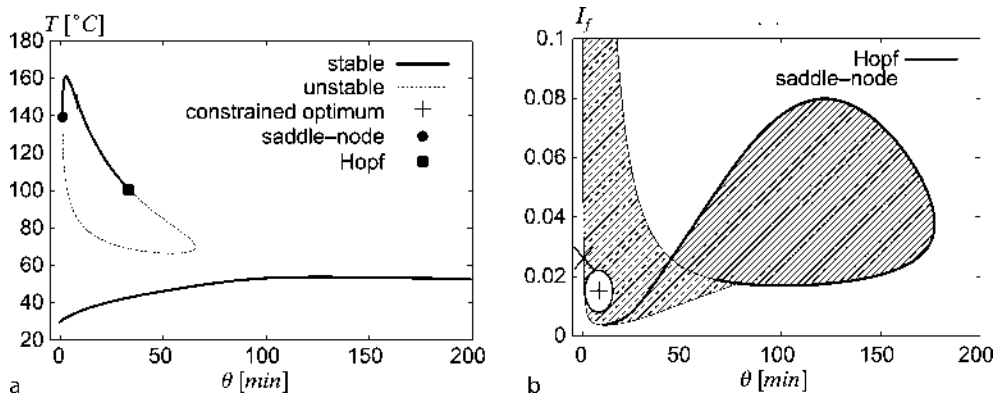 T [°C]
180
160
140
120
100
80
60
40
20
stable
unstable
constrained optimum
saddle–node
Hopf
0
50
100
150
200
θ [min]
a
I_f
0.1
0.08
0.06
0.04
0.02
0
Hopf
saddle–node
0
50
100
150
200
θ [min]
b